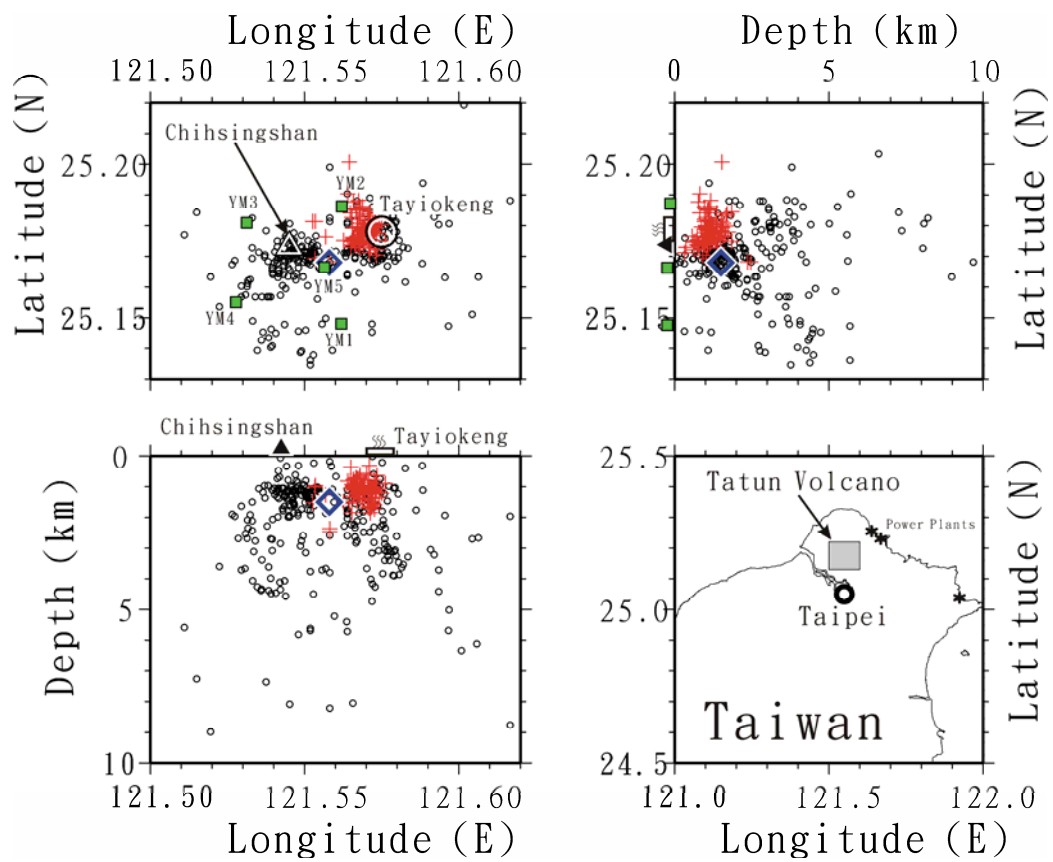 Longitude (E)
121.50 121.55 121.60
Depth (km)
0 5 10
Latitude (N)
25.20
25.15
Chihsingshan
YM3
YM2
Tayiokeng
YM5
YM4
YM1
25.20
25.15
Latitude (N)
Chihsingshan
Tayiokeng
Depth (km)
0
5
10
121.50 121.55 121.60
Longitude (E)
25.5
25.0
24.5
Tatun Volcano
Power Plants
Taipei
Taiwan
Latitude (N)
121.0 121.5 122.0
Longitude (E)